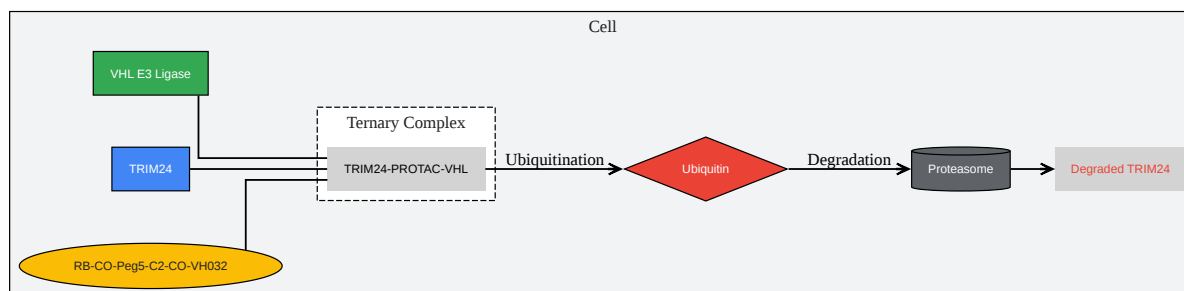 Cell
VHL E3 Ligase
Ternary Complex
TRIM24
TRIM24-PROTAC-VHL
Ubiquitination
Ubiquitin
Degradation
Proteasome
Degraded TRIM24
RB-CO-Peg5-C2-CO-VH032